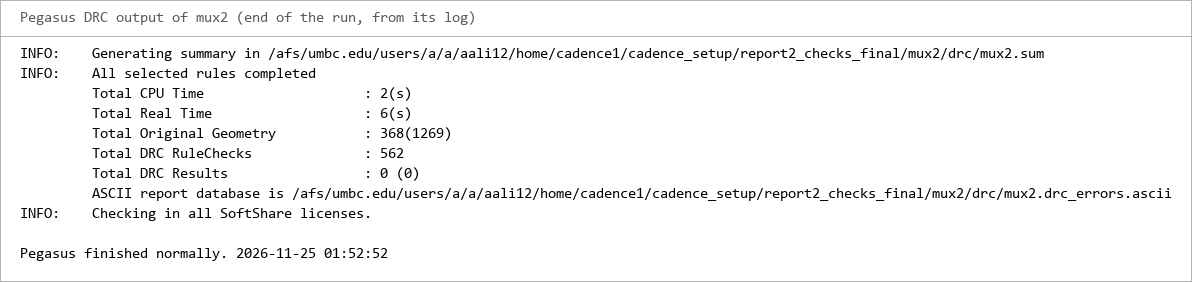 Pegasus DRC output of mux2 (end of the run, from its log)
INFO:    Generating summary in /afs/umbc.edu/users/a/a/aali12/home/cadence1/cadence_setup/report2_checks_final/mux2/drc/mux2.sum
INFO:    All selected rules completed
         Total CPU Time                   : 2(s)
         Total Real Time                  : 6(s)
         Total Original Geometry          : 368(1269)
         Total DRC RuleChecks             : 562
         Total DRC Results                : 0 (0)
         ASCII report database is /afs/umbc.edu/users/a/a/aali12/home/cadence1/cadence_setup/report2_checks_final/mux2/drc/mux2.drc_errors.ascii
INFO:    Checking in all SoftShare licenses.
Pegasus finished normally. 2026-11-25 01:52:52